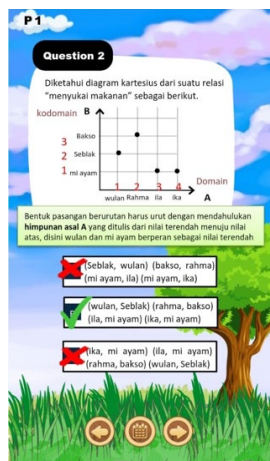 P1
Question 2
Diketahui diagram kartesius dari suatu relasi
"menyukai makanan" sebagai berikut.
kodomain B
3 Bakso
2 Seblak
1 mi ayam
1 2 3 4 Domain
wulan Rahma ila ika A
Bentuk pasangan berurutan harus urut dengan mendahulukan
himpunan asal A yang ditulis dari nilai terendah menuju nilai
atas, disini wulan dan mi ayam berperan sebagai nilai terendah
(Seblak, wulan) (bakso, rahma)
(mi ayam, ila) (mi ayam, ika)
(wulan, Seblak) (rahma, bakso)
(ila, mi ayam) (ika, mi ayam)
(ika, mi ayam) (ila, mi ayam)
(rahma, bakso) (wulan, Seblak)